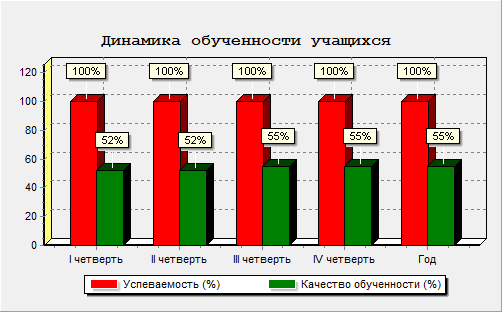 Динамика обученности учащихся
120
100
80
60
40
20
0
100% 100% 100% 100% 100%
52% 52% 55% 55% 55%
I четверть II четверть III четверть IV четверть Год
Успеваемость (%) Качество обученности (%)